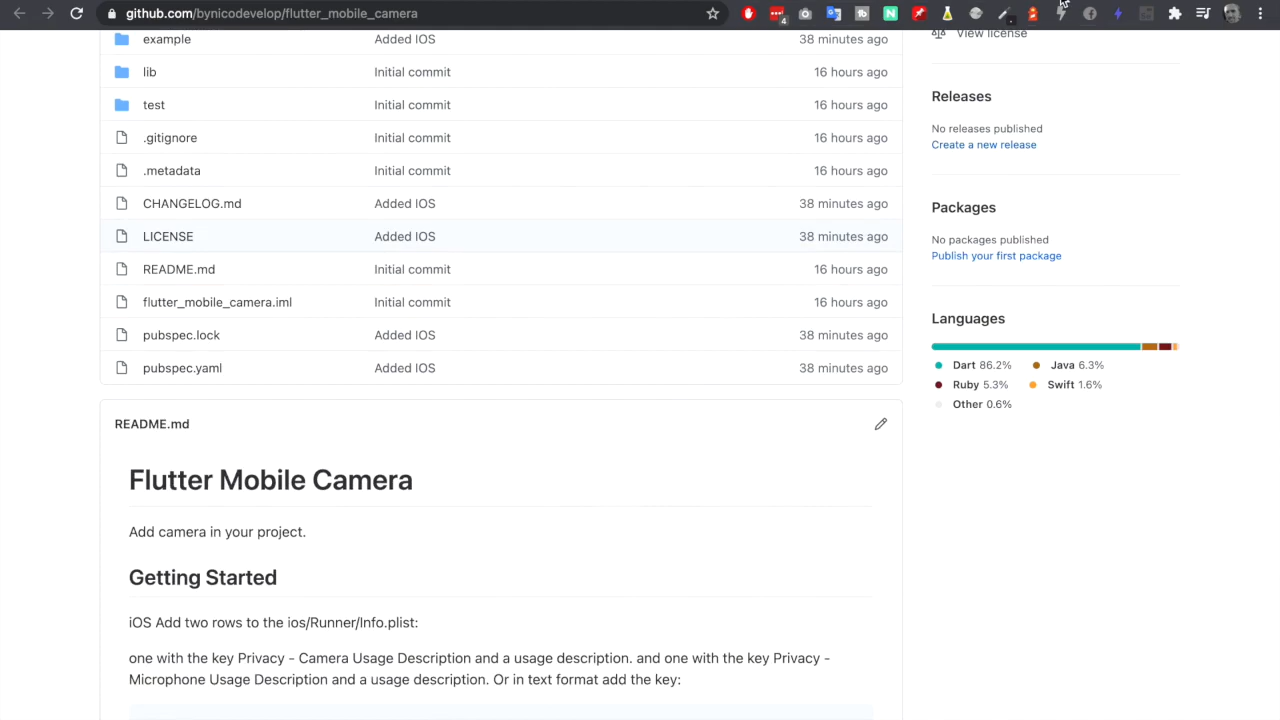 github.com/bynicodevelop/flutter_mobile_camera
4
example Added IOS 38 minutes ago
lib Initial commit 16 hours ago
test Initial commit 16 hours ago
.gitignore Initial commit 16 hours ago
.metadata Initial commit 16 hours ago
CHANGELOG.md Added IOS 38 minutes ago
LICENSE Added IOS 38 minutes ago
README.md Initial commit 16 hours ago
flutter_mobile_camera.iml Initial commit 16 hours ago
pubspec.lock Added IOS 38 minutes ago
pubspec.yaml Added IOS 38 minutes ago
README.md
Flutter Mobile Camera
Add camera in your project.
Getting Started
iOS Add two rows to the ios/Runner/Info.plist:
one with the key Privacy - Camera Usage Description and a usage description. and one with the key Privacy -
Microphone Usage Description and a usage description. Or in text format add the key:
View license
Releases
No releases published
Create a new release
Packages
No packages published
Publish your first package
Languages
Dart 86.2% Java 6.3%
Ruby 5.3% Swift 1.6%
Other 0.6%